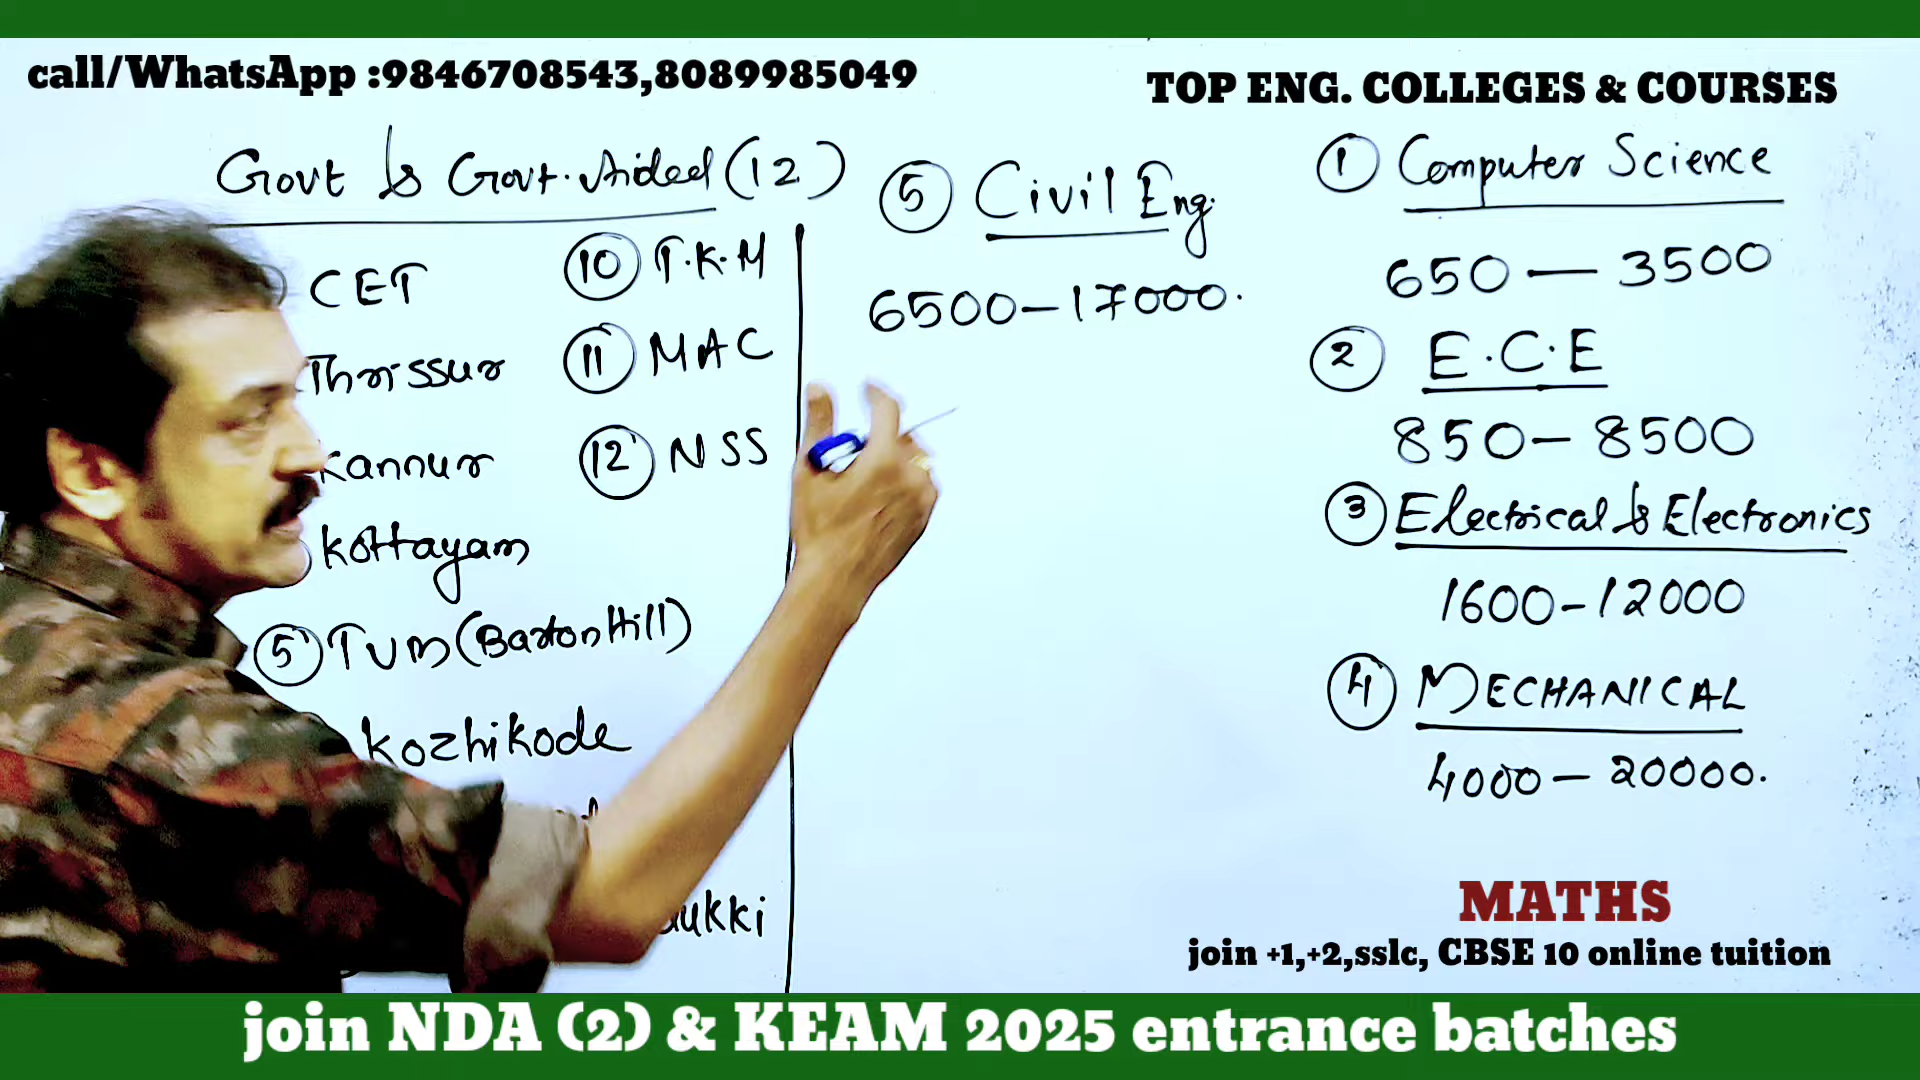 call/WhatsApp :9846708543,8089985049
TOP ENG. COLLEGES & COURSES
Govt & Govt. Aided (12)
CET
Thrissur
Kannur
Kottayam
5 TVM (Barton Hill)
Kozhikode
ukki
10 T.K.M
11 MAC
12 NSS
5 Civil Eng.
6500-17000.
1 Computer Science
650 - 3500
2 E.C.E
850 - 8500
3 Electrical & Electronics
1600-12000
4 MECHANICAL
4000 - 20000.
MATHS
join +1,+2,sslc, CBSE 10 online tuition
join NDA (2) & KEAM 2025 entrance batches